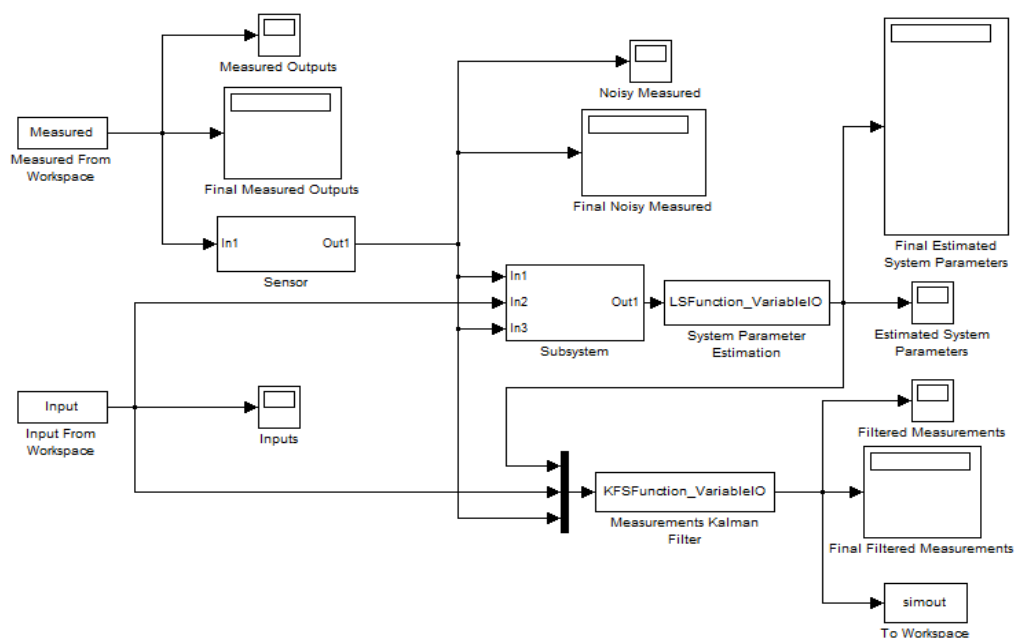 Measured Outputs
Noisy Measured
Measured
Measured From
Workspace
Final Measured Outputs
Final Noisy Measured
In1
Out1
Sensor
Final Estimated
System Parameters
In1
In2
In3
Out1
Subsystem
LSFunction_VariableIO
System Parameter
Estimation
Estimated System
Parameters
Input
Input From
Workspace
Inputs
Filtered Measurements
KFSFunction_VariableIO
Measurements Kalman
Filter
Final Filtered Measurements
simout
To Workspace